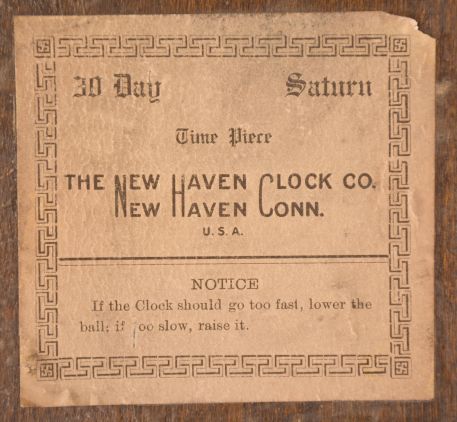 30 Day Saturn
Time Piece
THE NEW HAVEN CLOCK CO.
NEW HAVEN CONN.
U. S. A.
NOTICE
If the Clock should go too fast, lower the
ball; if oo slow, raise it.